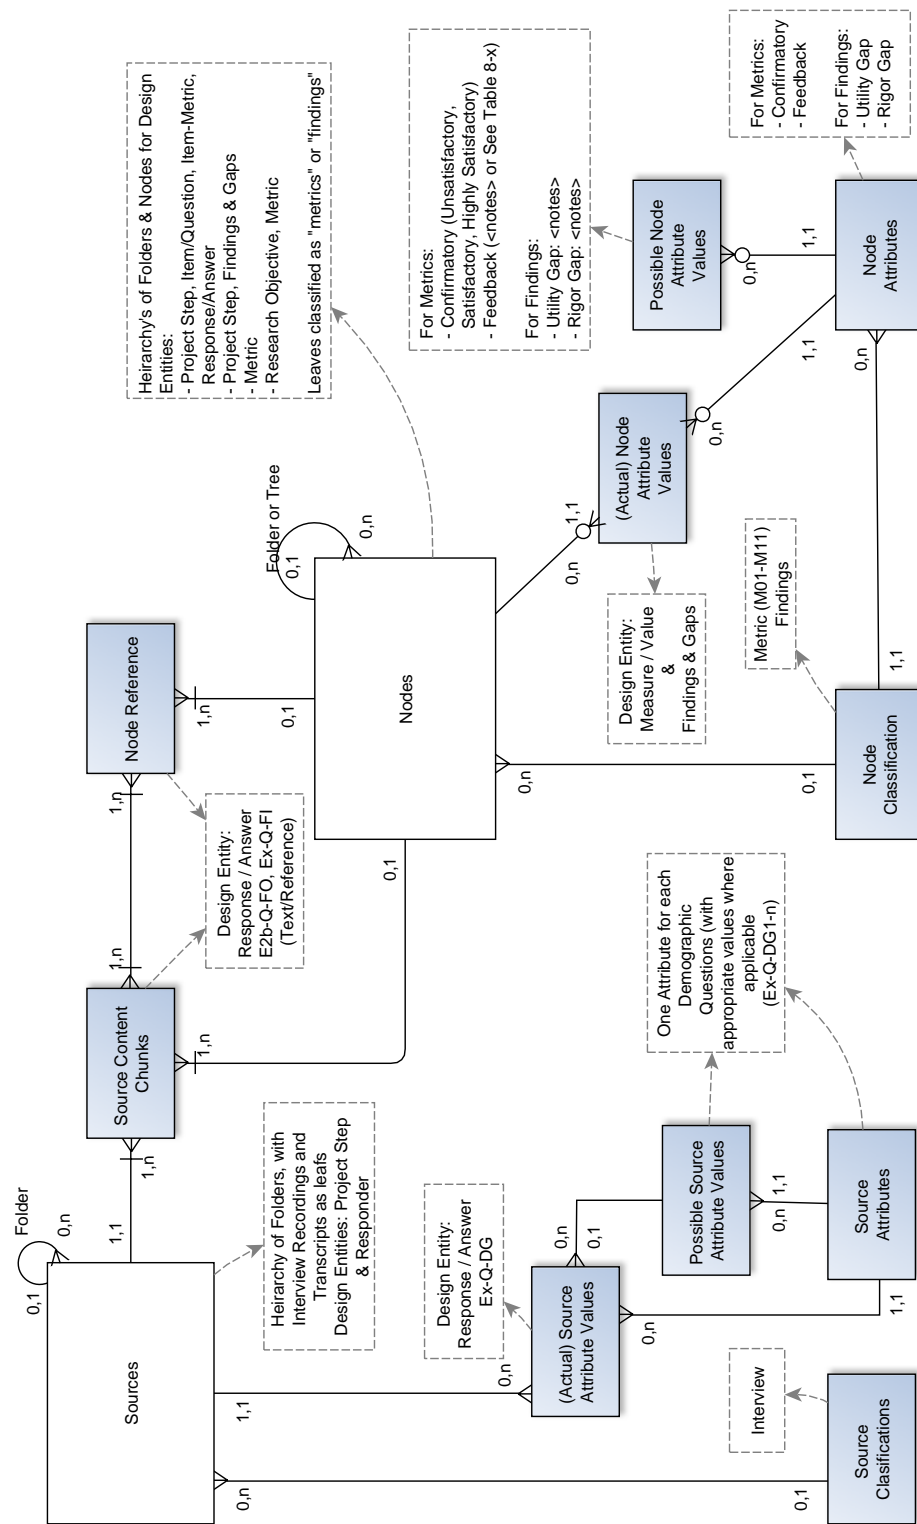 Folder
0,1
0,n
Sources
1,1
1,n
Source Content
Chunks
1,n
1,n
Node Reference
1,n
0,1
1,n
0,1
Folder or Tree
0,1
0,n
Nodes
Heirarchy's of Folders & Nodes for Design
Entities:
- Project Step, Item/Question, Item-Metric,
Response/Answer
- Project Step, Findings & Gaps
- Metric
- Research Objective, Metric
Leaves classified as "metrics" or "findings"
Design Entity:
Response / Answer
E2b-Q-FO, Ex-Q-FI
(Text/Reference)
Heirarchy of Folders, with
Interview Recordings and
Transcripts as leafs
Design Entities: Project Step
& Responder
1,1
0,n
0,n
0,1
Design Entity:
Response / Answer
Ex-Q-DG
(Actual) Source
Attribute Values
0,n
0,1
0,n
1,1
Possible Source
Attribute Values
0,n
1,1
Source
Attributes
One Attribute for each
Demographic
Questions (with
appropriate values where
applicable
(Ex-Q-DG1-n)
Interview
Source
Classifications
0,n
0,1
Node
Classification
Metric (M01-M11)
Findings
1,1
0,n
0,n
1,1
Design Entity:
Measure / Value
&
Findings & Gaps
(Actual) Node
Attribute
Values
0,n
1,1
For Metrics:
- Confirmatory (Unsatisfactory,
Satisfactory, Highly Satisfactory)
- Feedback (<notes> or See Table 8-x)
For Findings:
- Utility Gap: <notes>
- Rigor Gap: <notes>
Possible Node
Attribute
Values
0,n
1,1
Node
Attributes
For Metrics:
- Confirmatory
- Feedback
For Findings:
- Utility Gap
- Rigor Gap